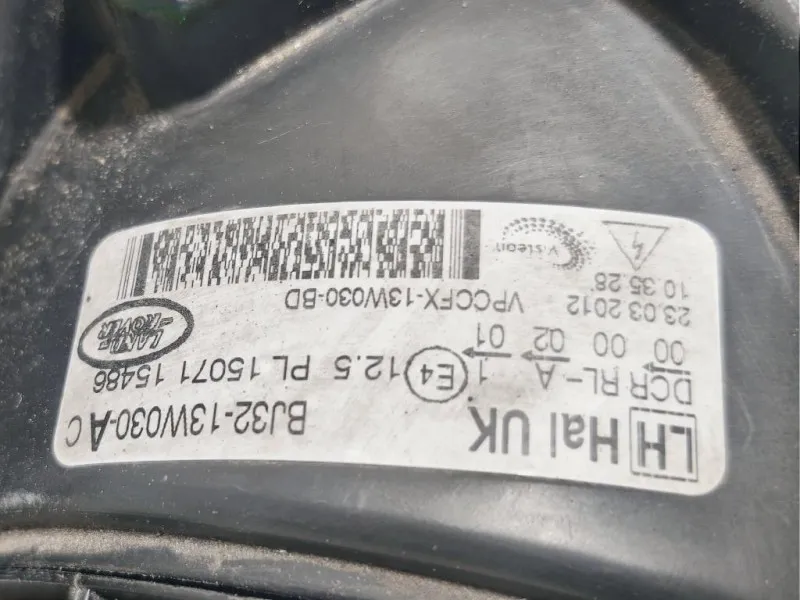 LH Hal UK BJ32-13W030-A C
DCR RL-A 1 E4 12.5 PL 15071 15486
00 00 02 01
LAND ROVER
23.03.2012 VPCCFX-13W030-BD
10:35:28
Visteon